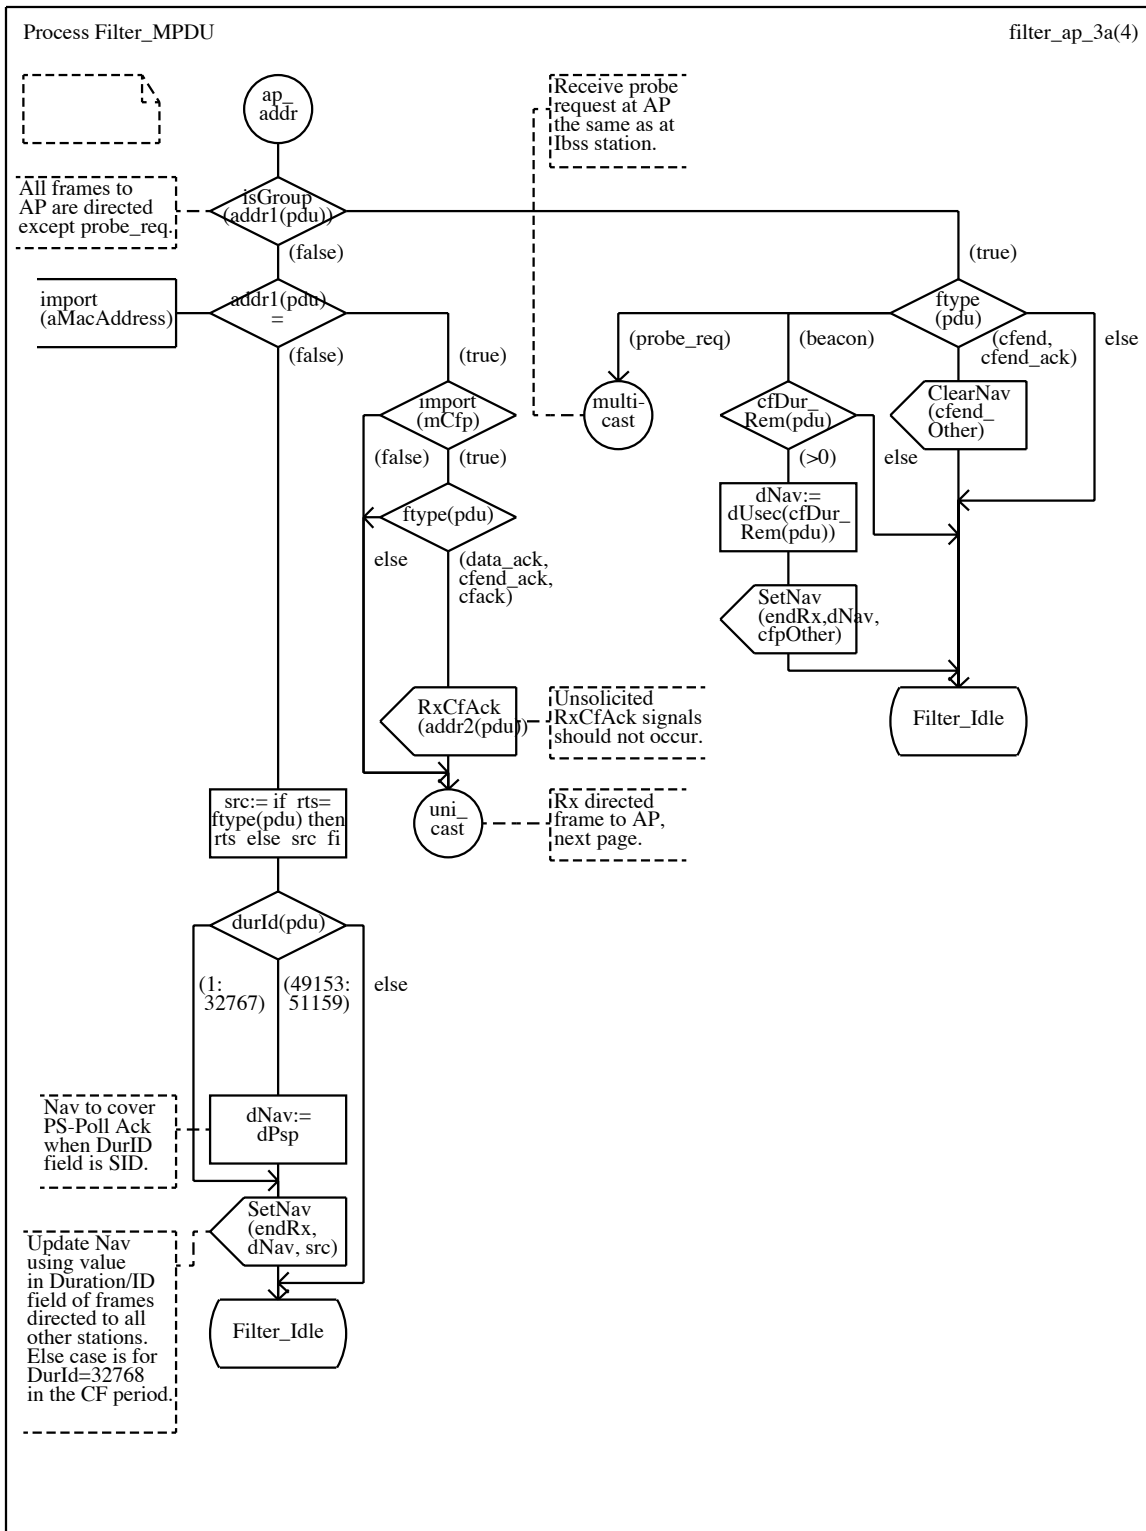 Process Filter_MPDU
filter_ap_3a(4)
ap_
addr
Receive probe
request at AP
the same as at
Ibss station.
All frames to
AP are directed
except probe_req.
isGroup
(addr1(pdu))
(false)
(true)
import
(aMacAddress)
addr1(pdu)
=
(false)
(true)
ftype
(pdu)
(probe_req)
(beacon)
(cfend,
cfend_ack)
else
import
(mCfp)
(false)
(true)
multi-
cast
cfDur_
Rem(pdu)
(>0)
else
ClearNav
(cfend_
Other)
ftype(pdu)
else
(data_ack,
cfend_ack,
cfack)
dNav:=
dUsec(cfDur_
Rem(pdu))
SetNav
(endRx,dNav,
cfpOther)
RxCfAck
(addr2(pdu))
Unsolicited
RxCfAck signals
should not occur.
Filter_Idle
src:= if rts=
ftype(pdu) then
rts else src fi
uni_
cast
Rx directed
frame to AP,
next page.
durId(pdu)
(1:
32767)
(49153:
51159)
else
Nav to cover
PS-Poll Ack
when DurID
field is SID.
dNav:=
dPsp
SetNav
(endRx,
dNav, src)
Update Nav
using value
in Duration/ID
field of frames
directed to all
other stations.
Else case is for
DurId=32768
in the CF period.
Filter_Idle